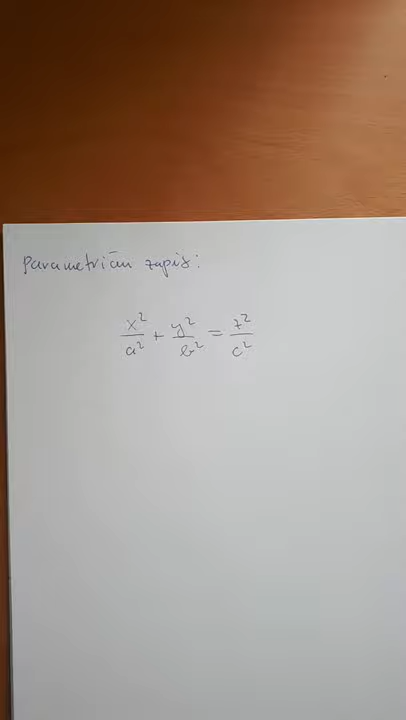 Parametričan zapis:
x²/a² + y²/b² = z²/c²